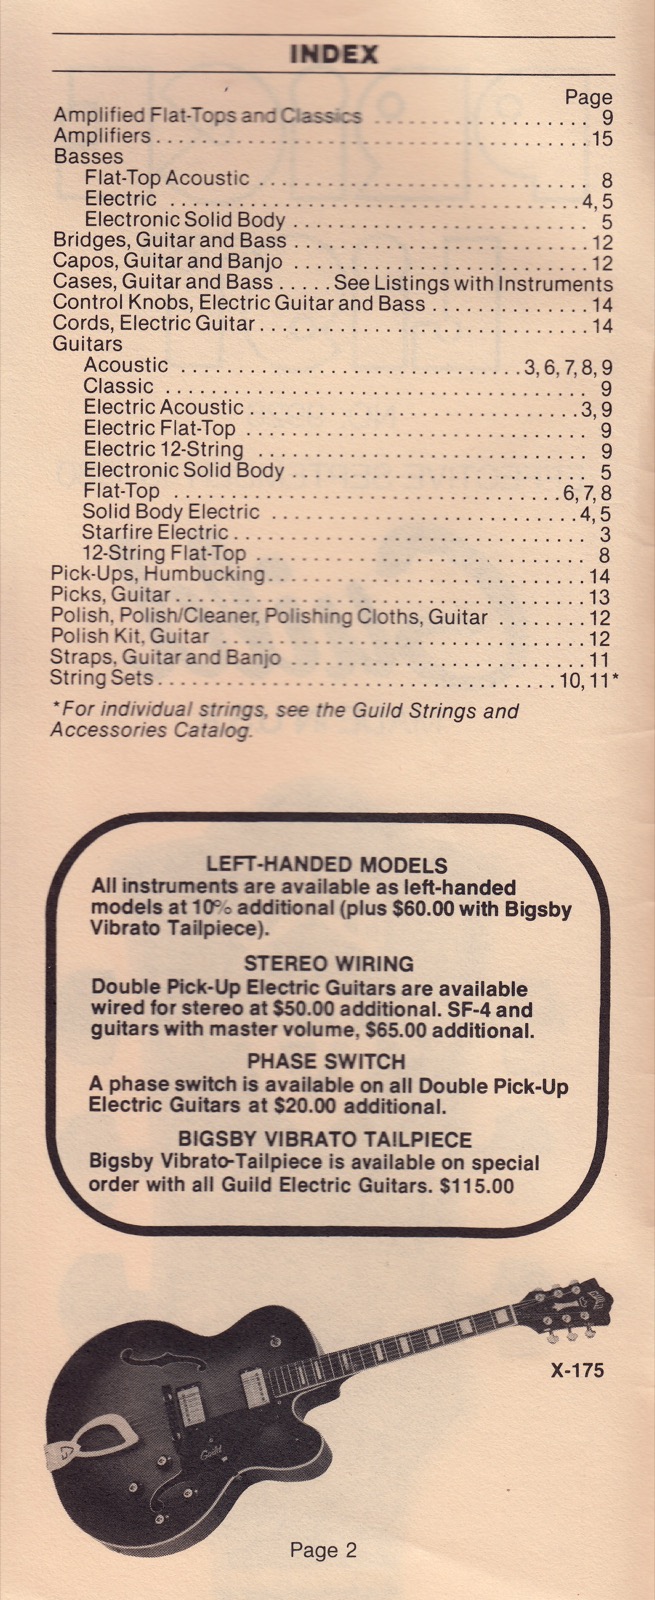 INDEX
Page
Amplified Flat-Tops and Classics .................... 9
Amplifiers .................... 15
Basses
Flat-Top Acoustic .................... 8
Electric .................... 4, 5
Electronic Solid Body .................... 5
Bridges, Guitar and Bass .................... 12
Capos, Guitar and Banjo .................... 12
Cases, Guitar and Bass ..... See Listings with Instruments
Control Knobs, Electric Guitar and Bass .................... 14
Cords, Electric Guitar .................... 14
Guitars
Acoustic .................... 3, 6, 7, 8, 9
Classic .................... 9
Electric Acoustic .................... 3, 9
Electric Flat-Top .................... 9
Electric 12-String .................... 9
Electronic Solid Body .................... 5
Flat-Top .................... 6, 7, 8
Solid Body Electric .................... 4, 5
Starfire Electric .................... 3
12-String Flat-Top .................... 8
Pick-Ups, Humbucking .................... 14
Picks, Guitar .................... 13
Polish, Polish/Cleaner, Polishing Cloths, Guitar ........ 12
Polish Kit, Guitar .................... 12
Straps, Guitar and Banjo .................... 11
String Sets .................... 10, 11*
*For individual strings, see the Guild Strings and
Accessories Catalog.
LEFT-HANDED MODELS
All instruments are available as left-handed
models at 10% additional (plus $60.00 with Bigsby
Vibrato Tailpiece).
STEREO WIRING
Double Pick-Up Electric Guitars are available
wired for stereo at $50.00 additional. SF-4 and
guitars with master volume, $65.00 additional.
PHASE SWITCH
A phase switch is available on all Double Pick-Up
Electric Guitars at $20.00 additional.
BIGSBY VIBRATO TAILPIECE
Bigsby Vibrato-Tailpiece is available on special
order with all Guild Electric Guitars. $115.00
Guild
X-175
Guild
Page 2